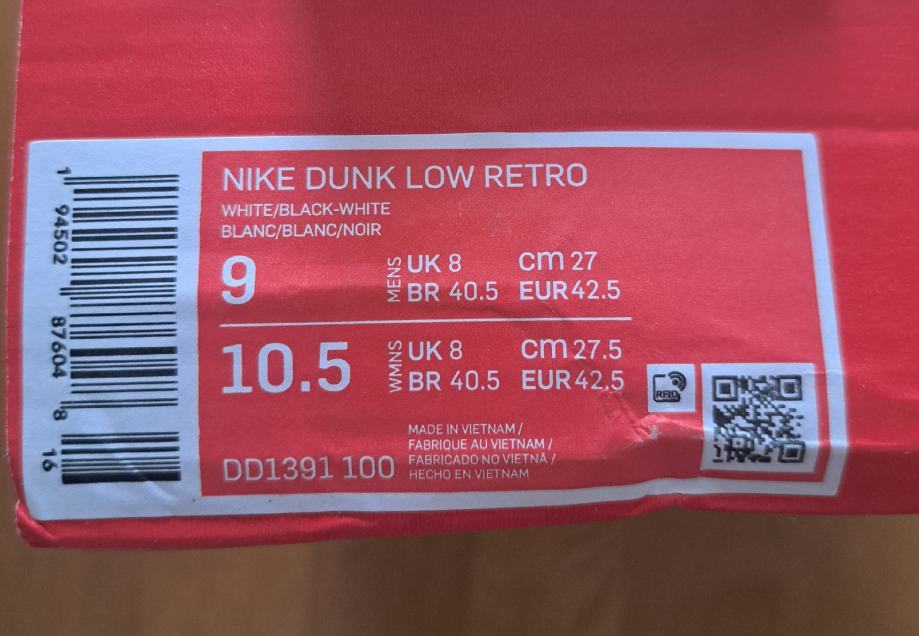 NIKE DUNK LOW RETRO
WHITE/BLACK-WHITE
BLANC/BLANC/NOIR
9
MENS
UK 8 cm 27
BR 40.5 EUR 42.5
10.5
WMNS
UK 8 cm 27.5
BR 40.5 EUR 42.5
RFID
DD1391 100
MADE IN VIETNAM /
FABRIQUE AU VIETNAM /
FABRICADO NO VIETNÃ /
HECHO EN VIETNAM
1 94502 87604 8 16